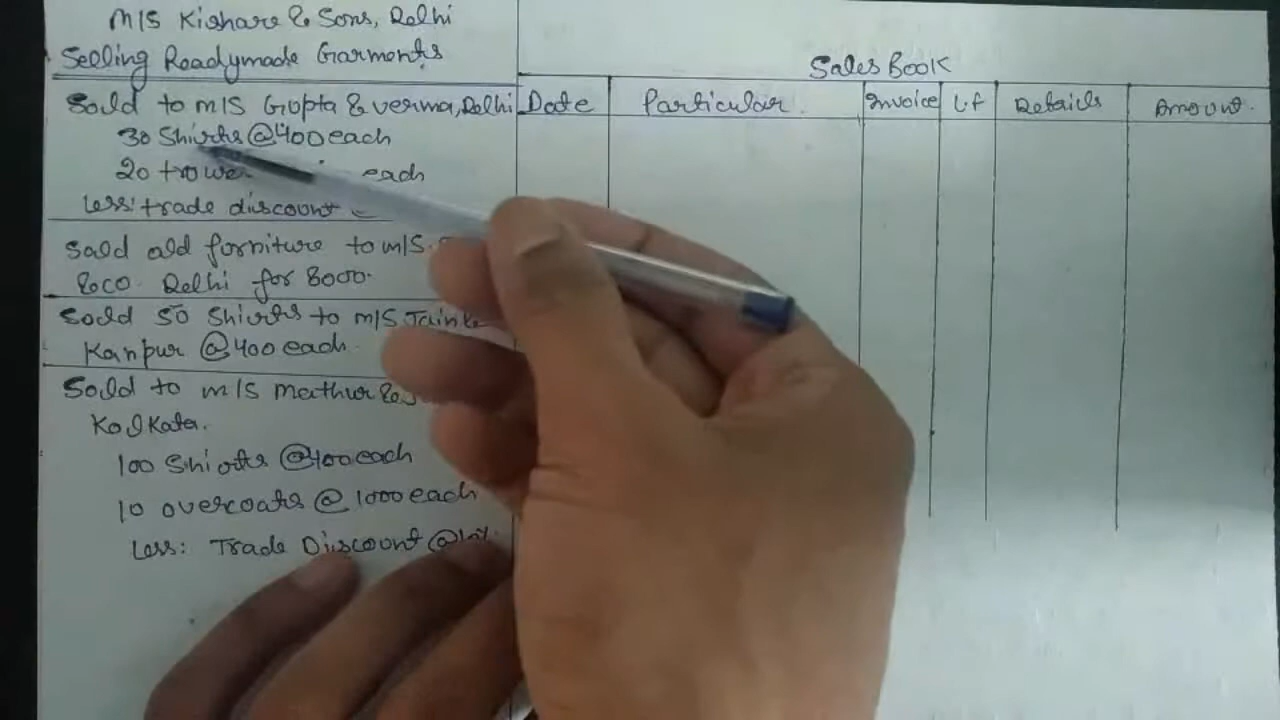 M/S Kishore & Sons, Delhi
Selling Readymade Garments
Sold to M/S Gupta & verma, Delhi
30 Shirts @ 400 each
20 each
Less: trade discount
Sold old forniture to M/S.
& CO. Delhi for 8000.
Sold 50 Shirts to M/S Jain &
Kanpur @ 400 each
Sold to M/S Mathur &
Kolkata.
100 Shirts @ 400 each
10 overcoats @ 1000 each
Less: Trade Discount @
Sales Book
Date Particular. Invoice Lf Details Amount.